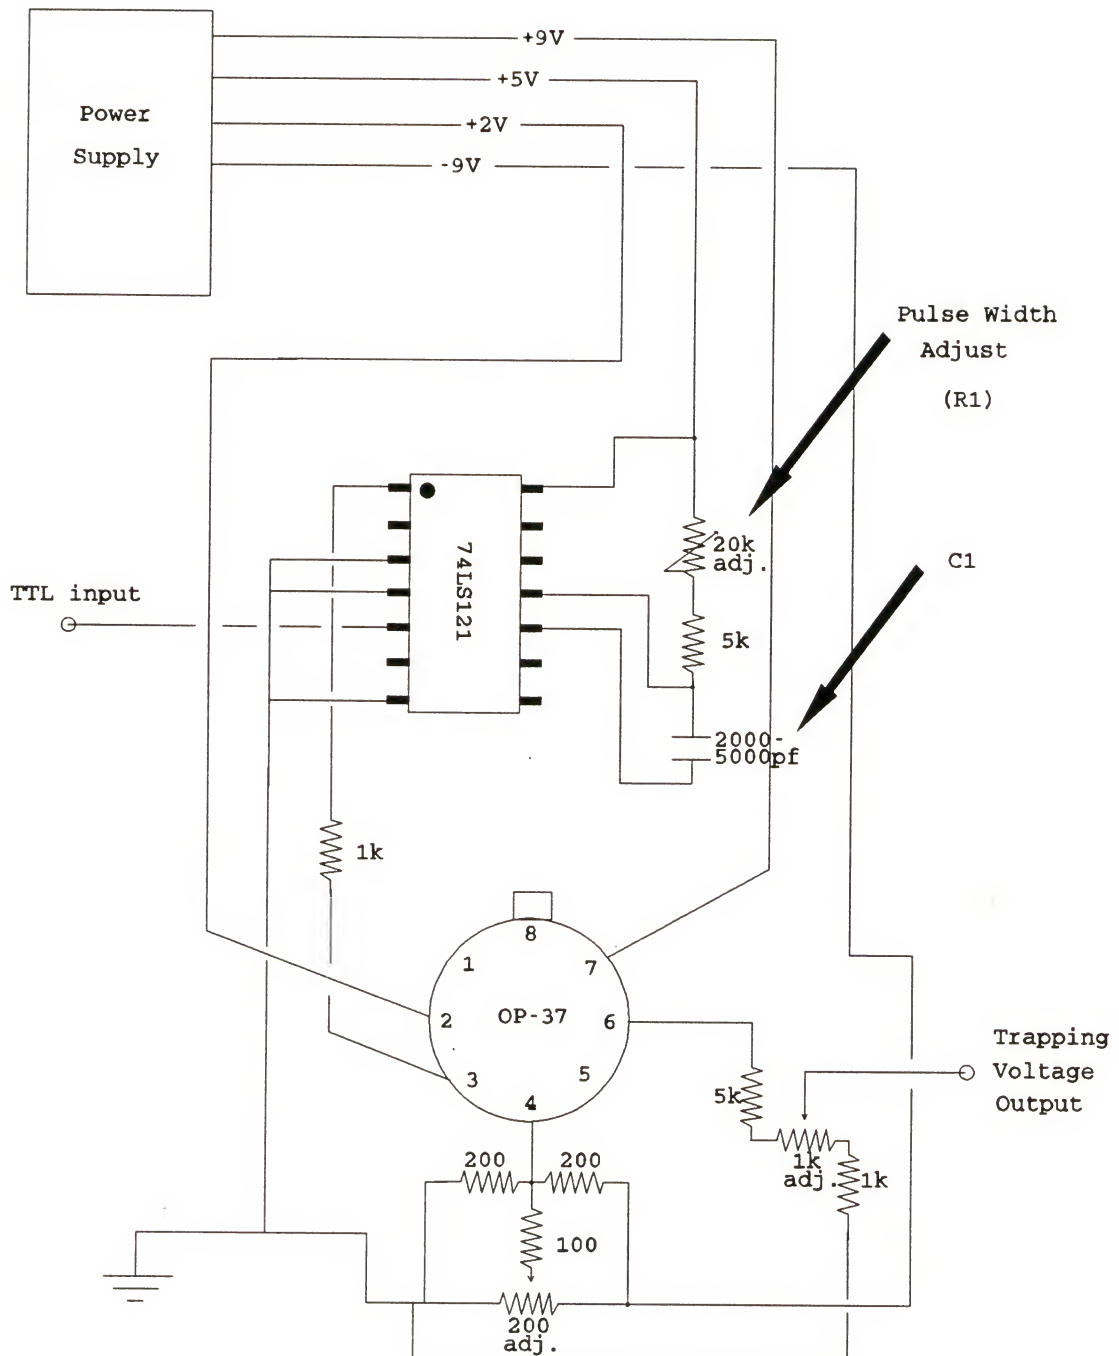 +9V
+5V
Power
Supply
+2V
-9V
Pulse Width
Adjust
(R1)
74LS121
20k
adj.
C1
TTL input
5k
2000-
5000pf
1k
8
1
7
2
OP-37
6
3
5
4
Trapping
Voltage
Output
5k
1k
adj.
1k
200
200
100
200
adj.